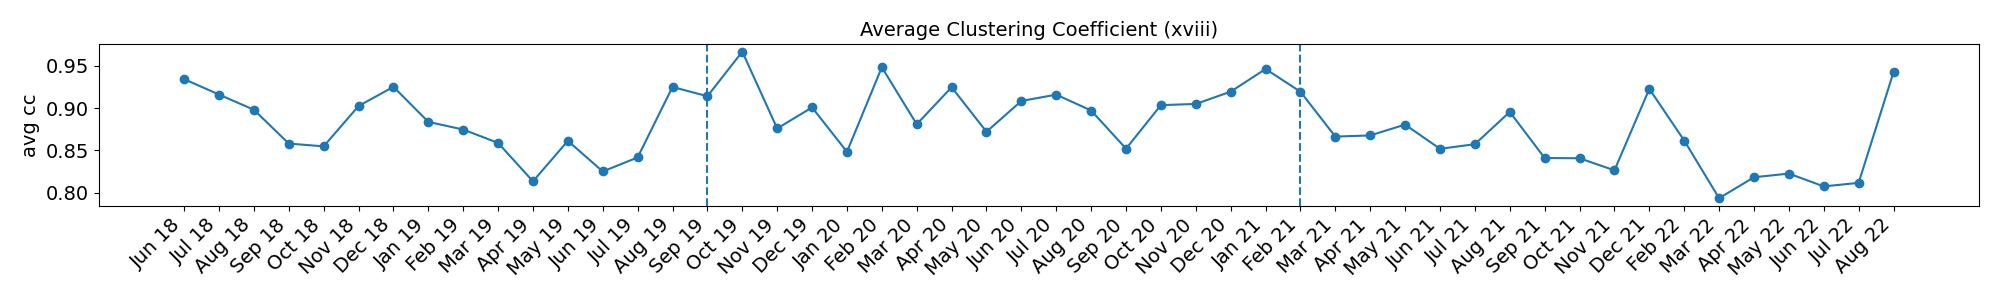 Average Clustering Coefficient (xviii)
avg cc
0.95
0.90
0.85
0.80
Jun 18
Jul 18
Aug 18
Sep 18
Oct 18
Nov 18
Dec 18
Jan 19
Feb 19
Mar 19
Apr 19
May 19
Jun 19
Jul 19
Aug 19
Sep 19
Oct 19
Nov 19
Dec 19
Jan 20
Feb 20
Mar 20
Apr 20
May 20
Jun 20
Jul 20
Aug 20
Sep 20
Oct 20
Nov 20
Dec 20
Jan 21
Feb 21
Mar 21
Apr 21
May 21
Jun 21
Jul 21
Aug 21
Sep 21
Oct 21
Nov 21
Dec 21
Feb 22
Mar 22
Apr 22
May 22
Jun 22
Jul 22
Aug 22